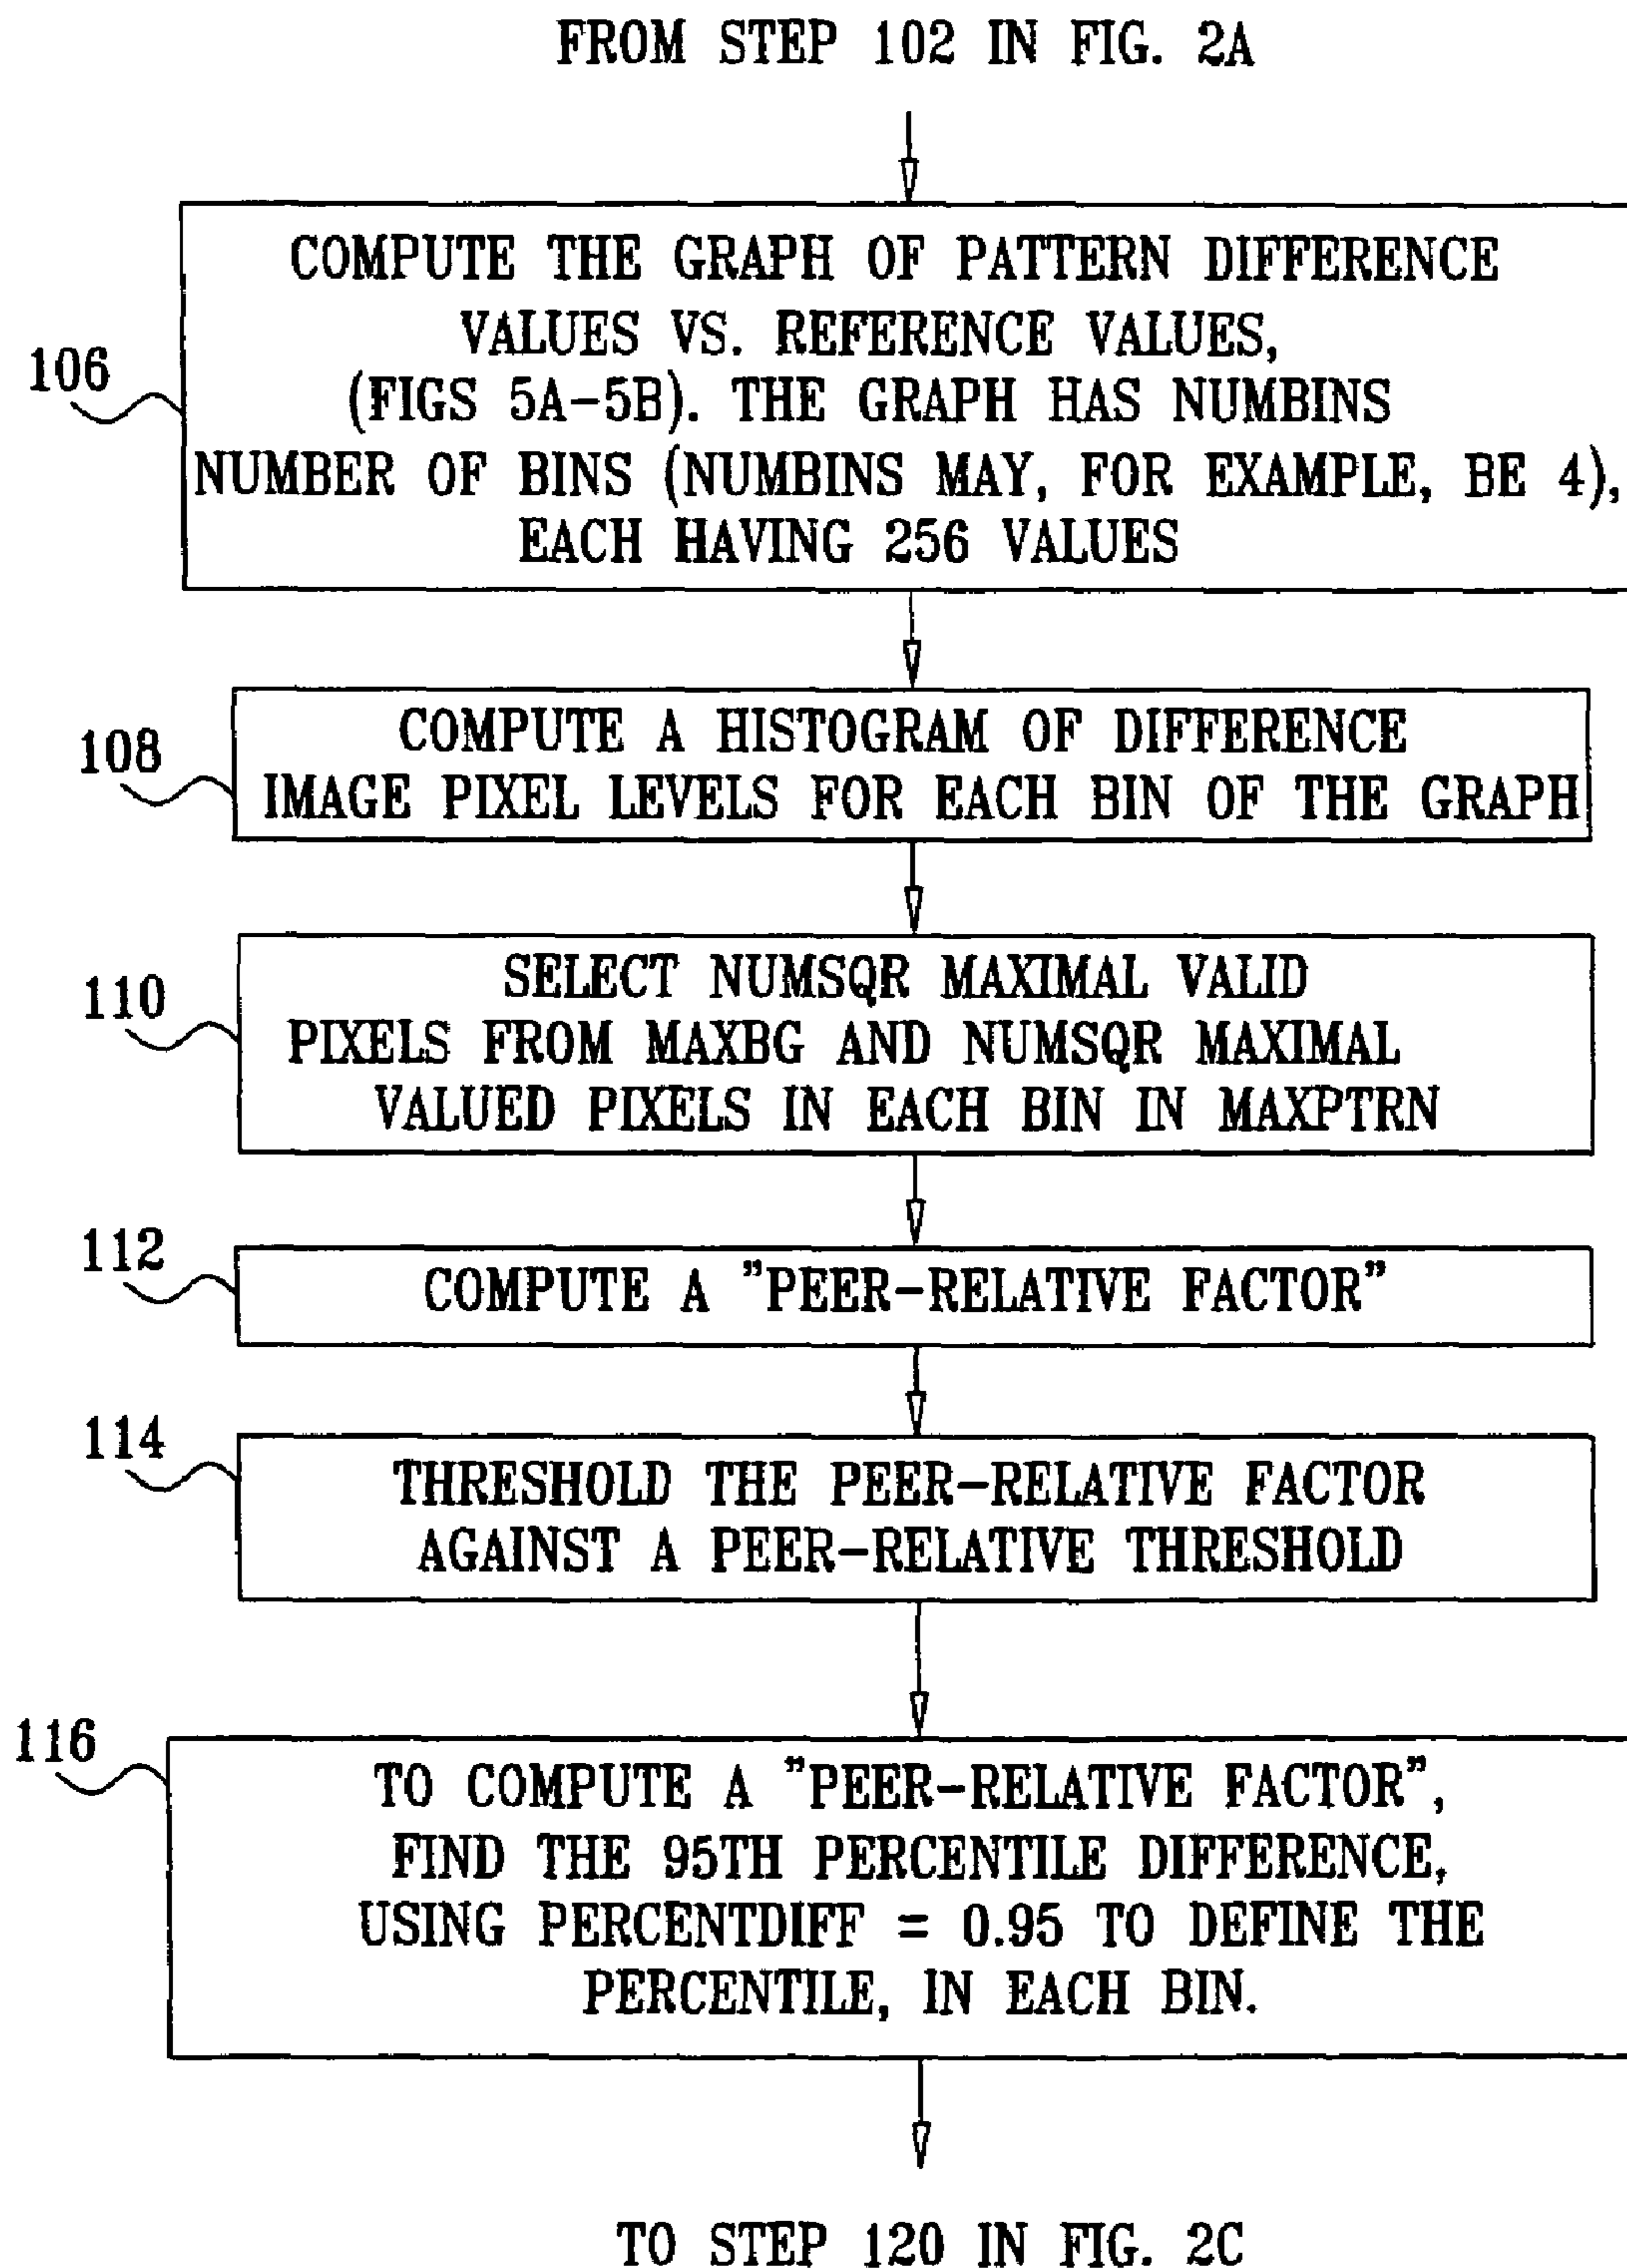 FROM STEP 102 IN FIG. 2A
106
COMPUTE THE GRAPH OF PATTERN DIFFERENCE
VALUES VS. REFERENCE VALUES,
(FIGS 5A-5B). THE GRAPH HAS NUMBINS
NUMBER OF BINS (NUMBINS MAY, FOR EXAMPLE, BE 4),
EACH HAVING 256 VALUES
108
COMPUTE A HISTOGRAM OF DIFFERENCE
IMAGE PIXEL LEVELS FOR EACH BIN OF THE GRAPH
110
SELECT NUMSQR MAXIMAL VALID
PIXELS FROM MAXBG AND NUMSQR MAXIMAL
VALUED PIXELS IN EACH BIN IN MAXPTRN
112
COMPUTE A "PEER-RELATIVE FACTOR"
114
THRESHOLD THE PEER-RELATIVE FACTOR
AGAINST A PEER-RELATIVE THRESHOLD
116
TO COMPUTE A "PEER-RELATIVE FACTOR",
FIND THE 95TH PERCENTILE DIFFERENCE,
USING PERCENTDIFF = 0.95 TO DEFINE THE
PERCENTILE, IN EACH BIN.
TO STEP 120 IN FIG. 2C